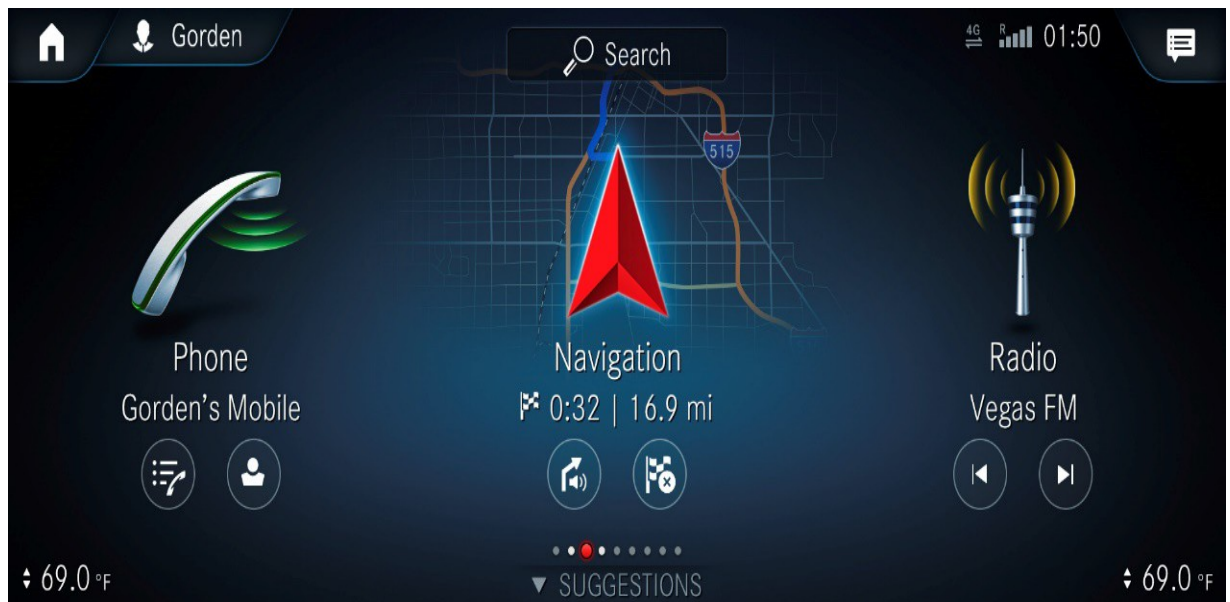 Gorden
Search
4G R 01:50
515
Phone
Gorden's Mobile
Navigation
0:32 | 16.9 mi
Radio
Vegas FM
69.0 °F
SUGGESTIONS
69.0 °F